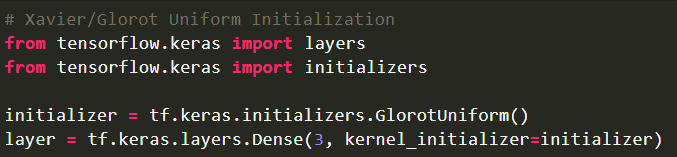 # Xavier/Glorot Uniform Initialization
from tensorflow.keras import layers
from tensorflow.keras import initializers
initializer = tf.keras.initializers.GlorotUniform()
layer = tf.keras.layers.Dense(3, kernel_initializer=initializer)